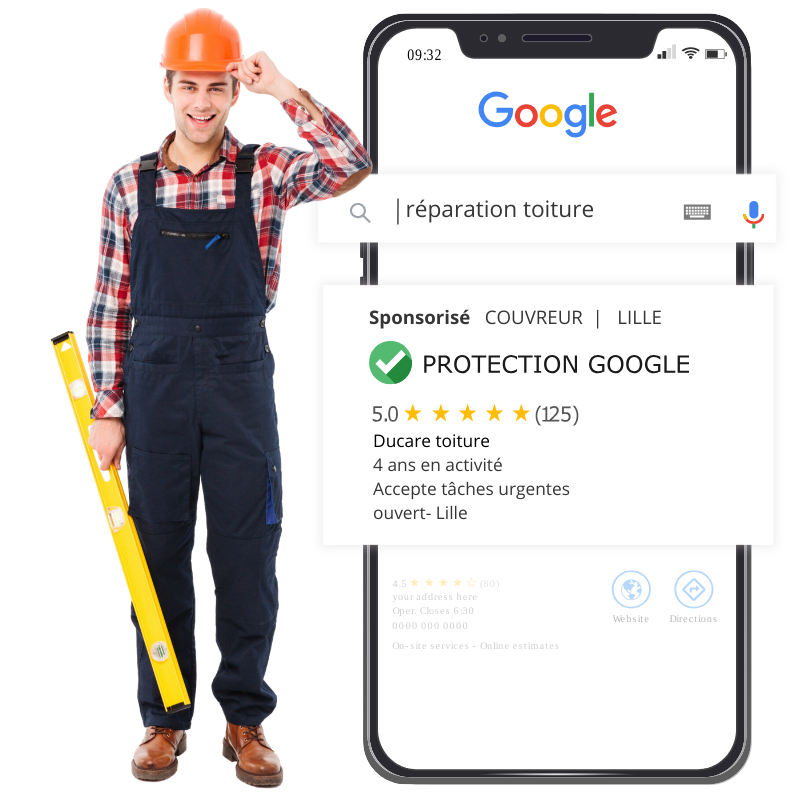 09:32
Google
réparation toiture
Sponsorisé COUVREUR | LILLE
PROTECTION GOOGLE
5.0 ★ ★ ★ ★ ★ (125)
Ducare toiture
4 ans en activité
Accepte tâches urgentes
ouvert- Lille
4.5 ★ ★ ★ ★ ☆ (80)
your address here
Oper. Closes 6:30
0000 000 0000
Website Directions
On-site services - Online estimates